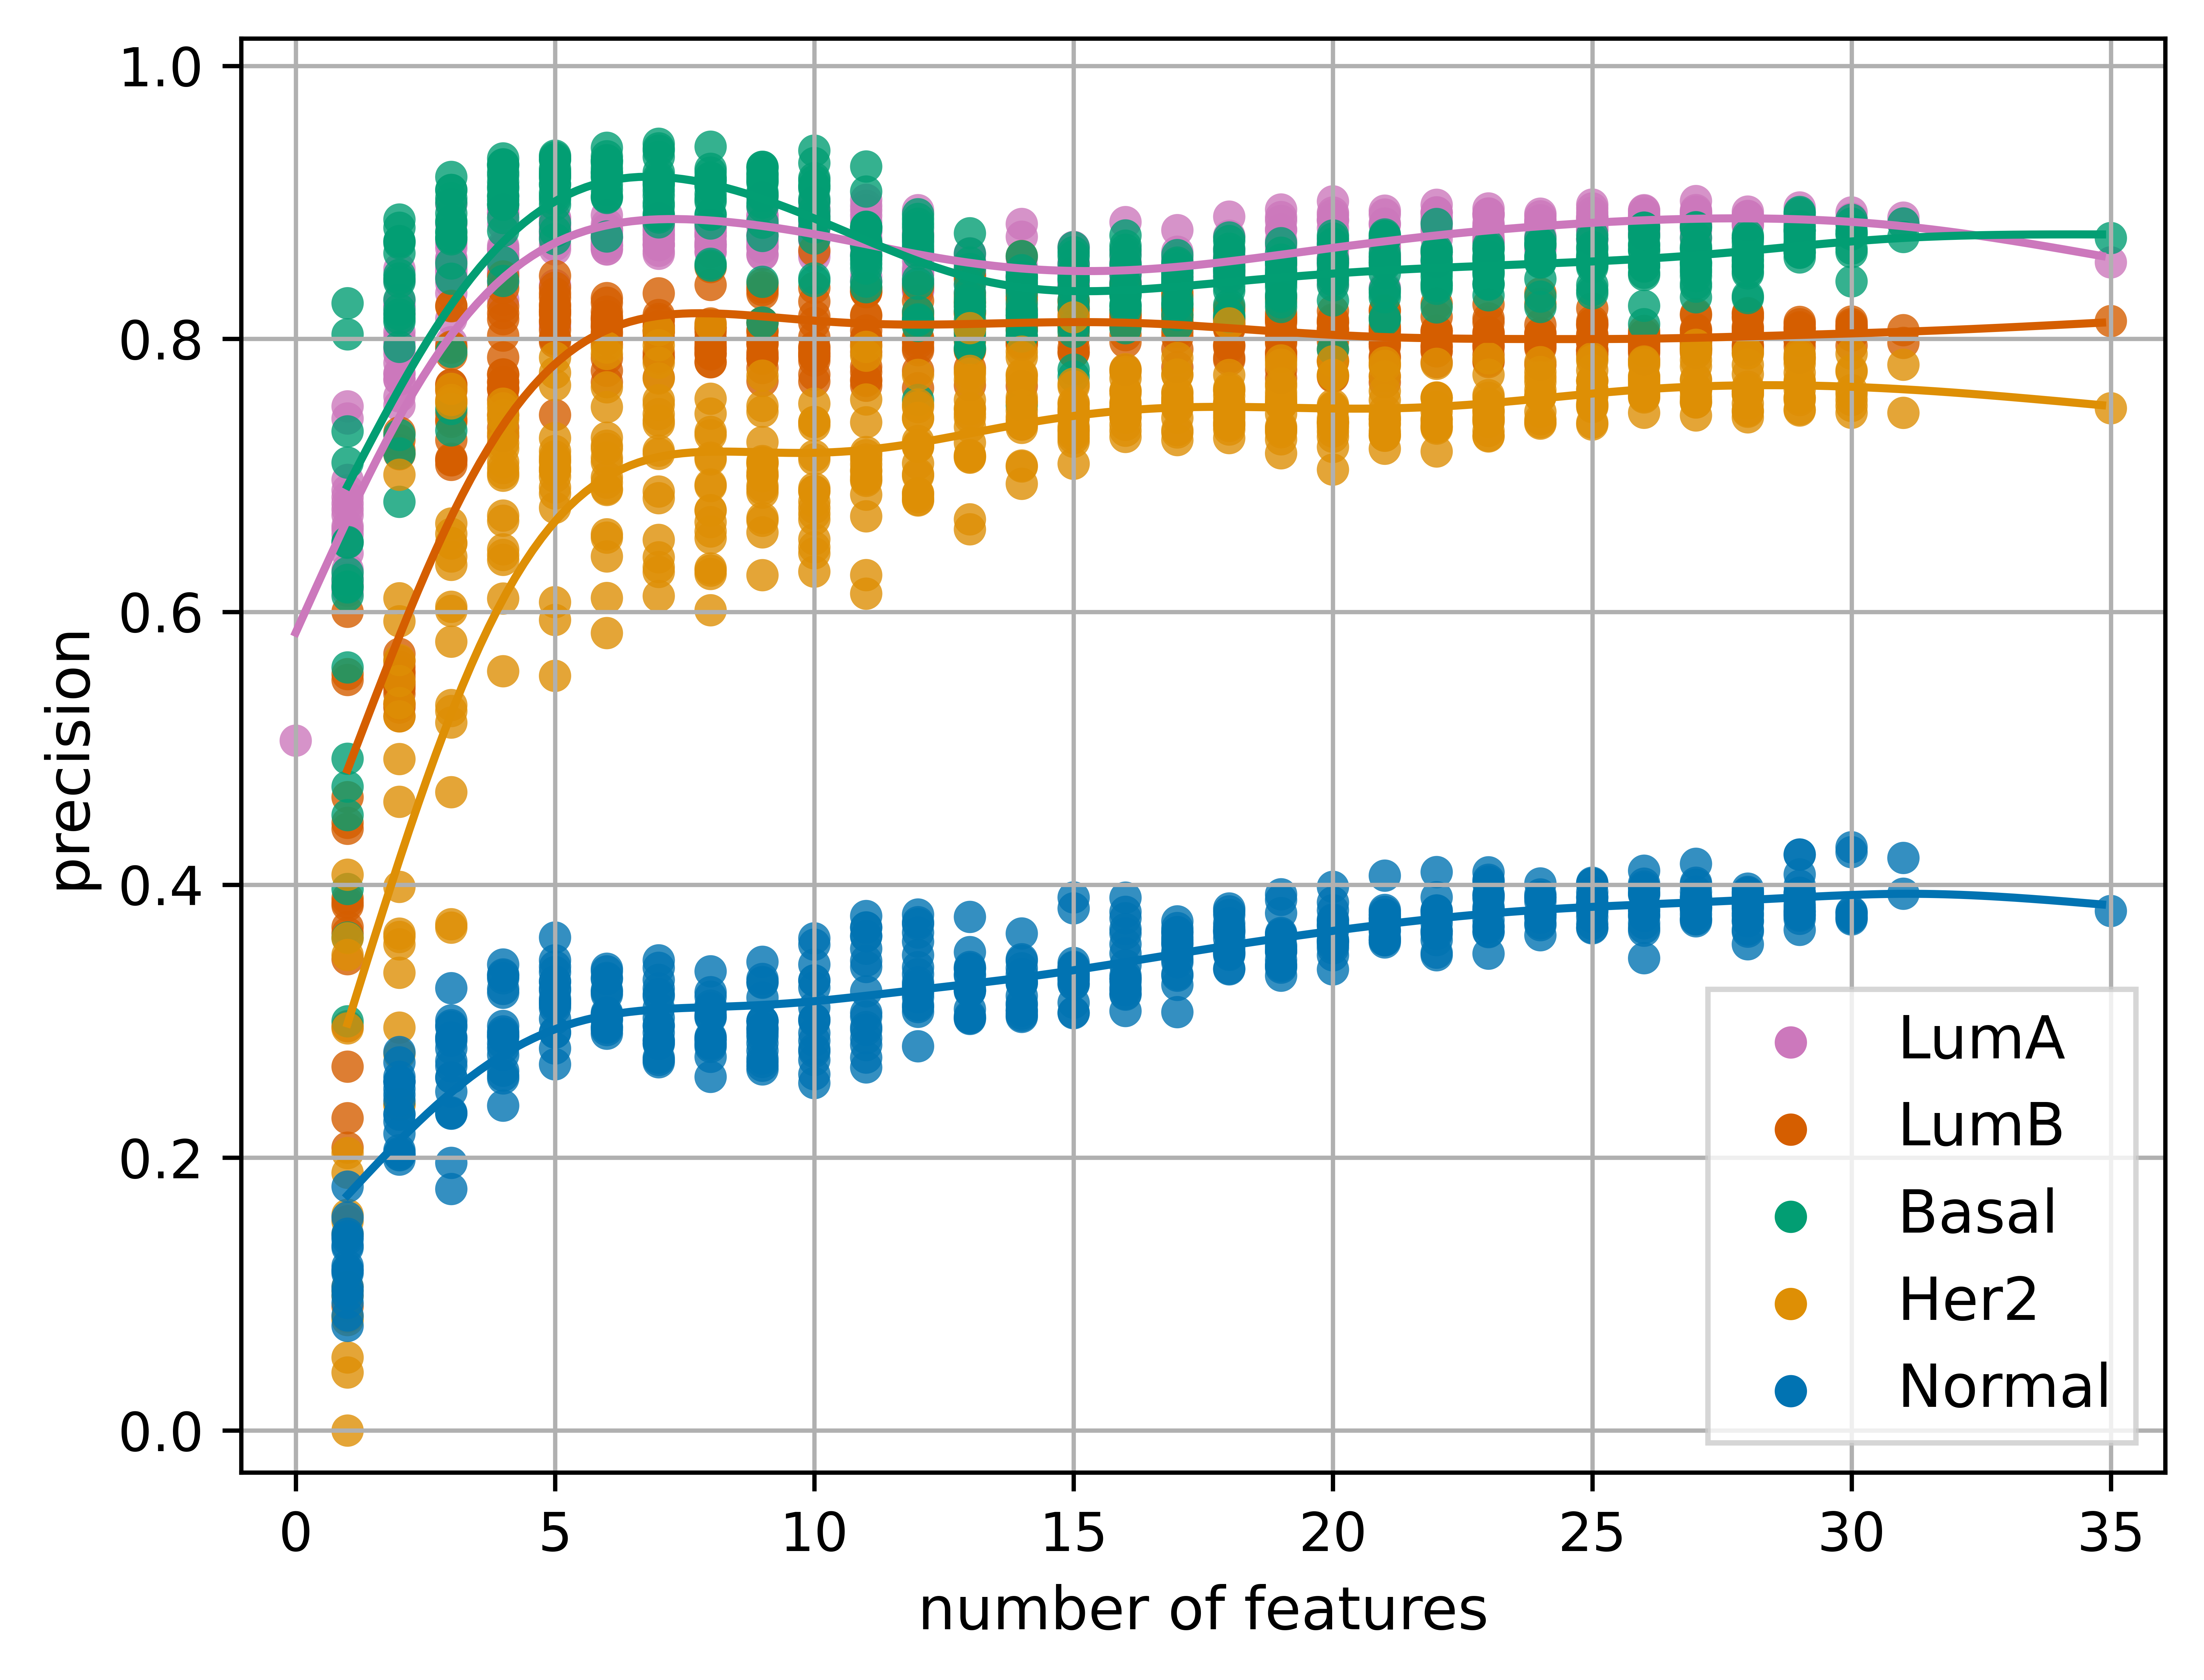 1.0
0.8
0.6
0.4
0.2
0.0
precision
0 5 10 15 20 25 30 35
number of features
LumA
LumB
Basal
Her2
Normal